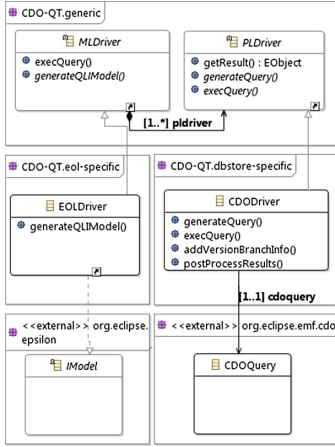 CDO-QT.generic
MLDriver
execQuery()
generateQLIModel()
PLDriver
getResult() : EObject
generateQuery()
execQuery()
[1..*] pldriver
CDO-QT.eol-specific
EOLDriver
generateQLIModel()
CDO-QT.dbstore-specific
CDODriver
generateQuery()
execQuery()
addVersionBranchInfo()
postProcessResults()
[1..1] cdoquery
<<external>> org.eclipse.
epsilon
IModel
<<external>> org.eclipse.emf.cdo
CDOQuery